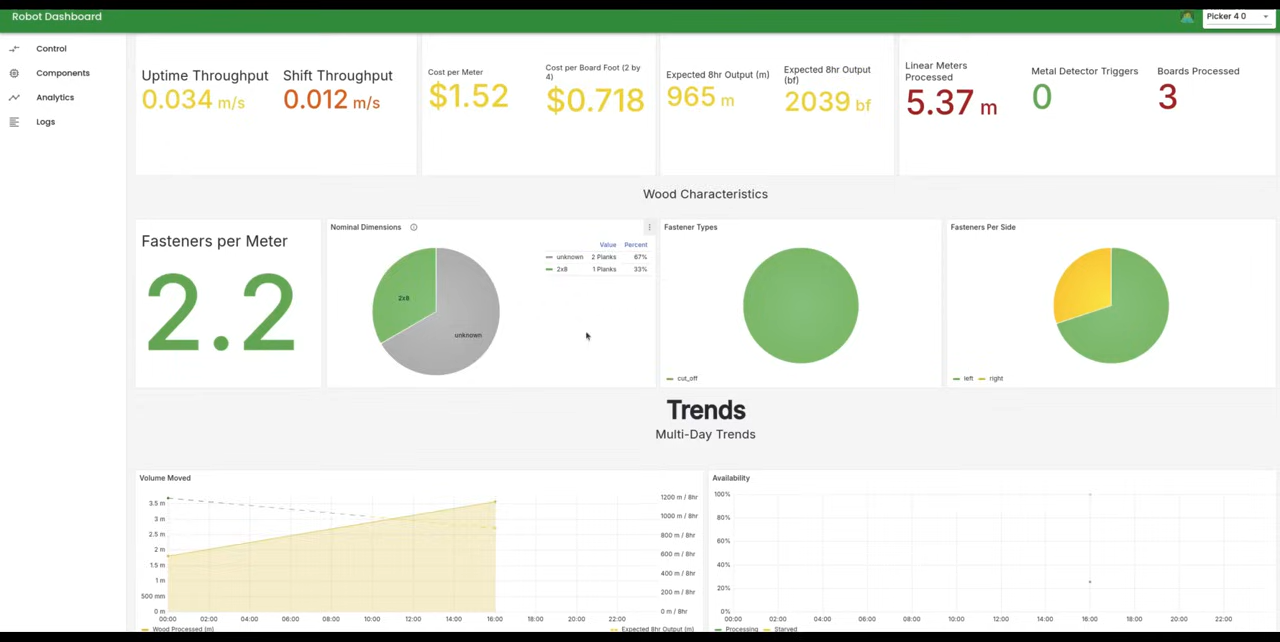 Robot Dashboard
Picker 4 0
Control
Components
Analytics
Logs
Uptime Throughput
0.034 m/s
Shift Throughput
0.012 m/s
Cost per Meter
$1.52
Cost per Board Foot (2 by
4)
$0.718
Expected 8hr Output (m)
965 m
Expected 8hr Output
(bf)
2039 bf
Linear Meters
Processed
5.37 m
Metal Detector Triggers
0
Boards Processed
3
Wood Characteristics
Fasteners per Meter
2.2
Nominal Dimensions
Value Percent
unknown 2 Planks 67%
2x8 1 Planks 33%
2x8
unknown
Fastener Types
cut_off
Fasteners Per Side
left right
Trends
Multi-Day Trends
Volume Moved
3.5 m
3 m
2.5 m
2 m
1.5 m
1 m
500 mm
0 m
1200 m / 8hr
1000 m / 8hr
800 m / 8hr
600 m / 8hr
400 m / 8hr
200 m / 8hr
0 m / 8hr
00:00 02:00 04:00 06:00 08:00 10:00 12:00 14:00 16:00 18:00 20:00 22:00
Wood Processed (m) Expected 8hr Output (m)
Availability
100%
80%
60%
40%
20%
0%
00:00 02:00 04:00 06:00 08:00 10:00 12:00 14:00 16:00 18:00 20:00 22:00
Processing Starved